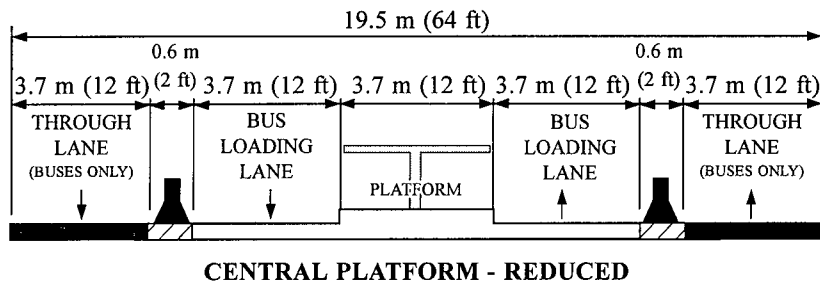 19.5 m (64 ft)
0.6 m
0.6 m
3.7 m (12 ft)
(2 ft)
3.7 m (12 ft)
3.7 m (12 ft)
3.7 m (12 ft)
(2 ft)
3.7 m (12 ft)
THROUGH
LANE
(BUSES ONLY)
BUS
LOADING
LANE
PLATFORM
BUS
LOADING
LANE
THROUGH
LANE
(BUSES ONLY)
CENTRAL PLATFORM - REDUCED